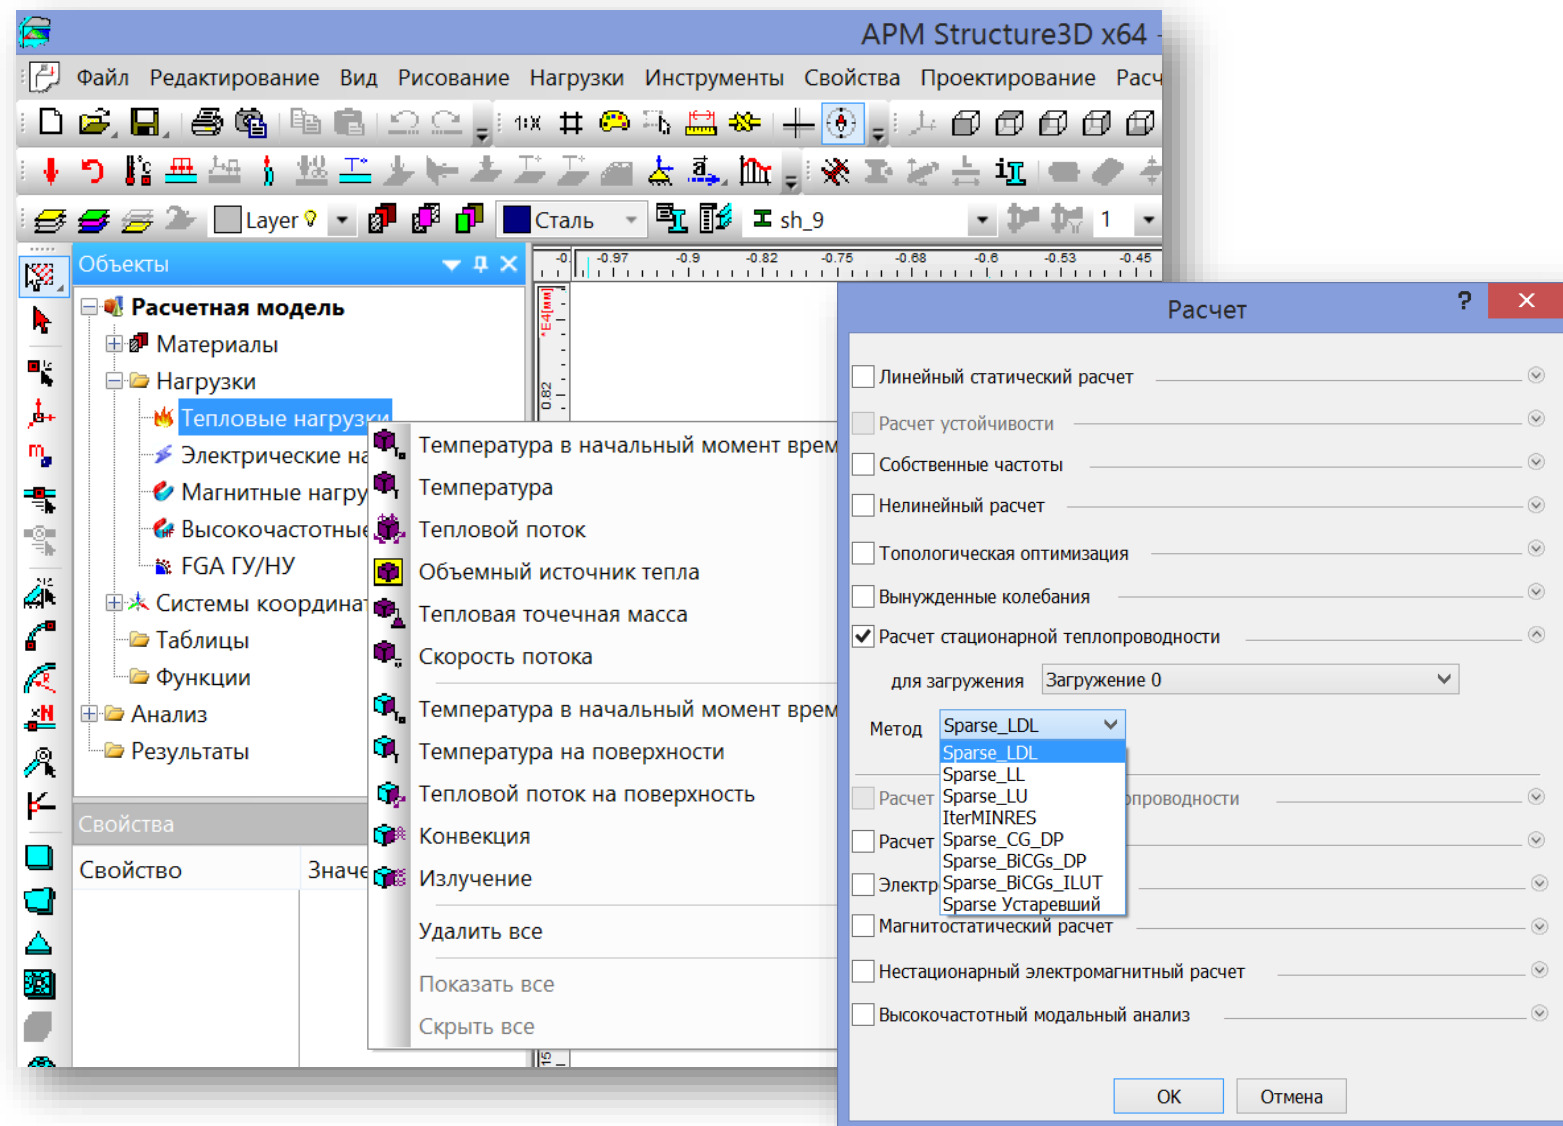 APM Structure3D x64 -
Файл Редактирование Вид Рисование Нагрузки Инструменты Свойства Проектирование Расч
Layer Сталь sh_9 1
Объекты
-0.97 -0.9 -0.82 -0.75 -0.68 -0.6 -0.53 -0.45
*E4[мм]
0.82
Расчетная модель
Материалы
Нагрузки
Тепловые нагрузки
Электрические на
Магнитные нагру
Высокочастотные
FGA ГУ/НУ
Системы координат
Таблицы
Функции
Анализ
Результаты
Свойства
Свойство Значе
Температура в начальный момент врем
Температура
Тепловой поток
Объемный источник тепла
Тепловая точечная масса
Скорость потока
Температура в начальный момент врем
Температура на поверхности
Тепловой поток на поверхность
Конвекция
Излучение
Удалить все
Показать все
Скрыть все
15
Расчет
Линейный статический расчет
Расчет устойчивости
Собственные частоты
Нелинейный расчет
Топологическая оптимизация
Вынужденные колебания
Расчет стационарной теплопроводности
для загружения Загружение 0
Метод Sparse_LDL
Sparse_LDL
Sparse_LL
Расчет Sparse_LU опроводности
IterMINRES
Расчет Sparse_CG_DP
Sparse_BiCGs_DP
Электр Sparse_BiCGs_ILUT
Sparse Устаревший
Магнитостатический расчет
Нестационарный электромагнитный расчет
Высокочастотный модальный анализ
OK Отмена